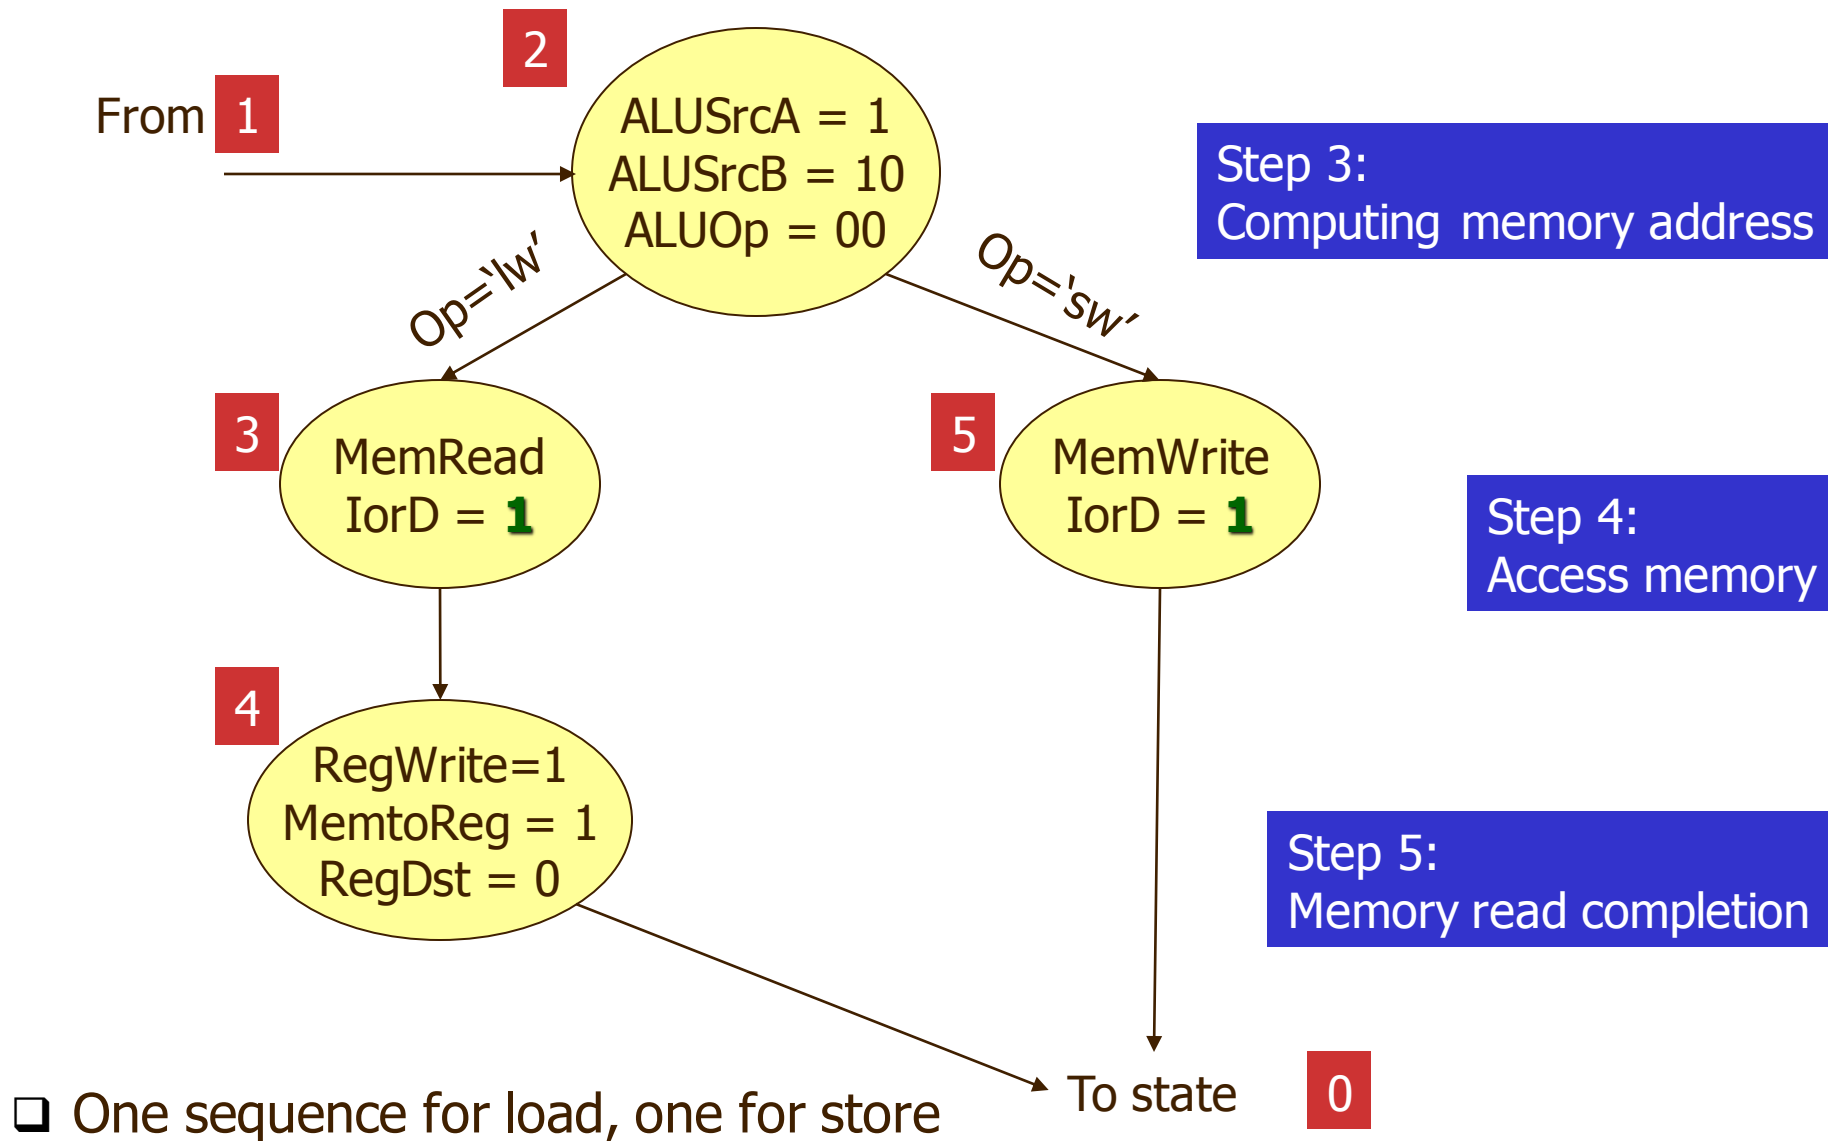 2
From 1
ALUSrcA = 1
ALUSrcB = 10
ALUOp = 00
Step 3:
Computing memory address
Op=‘lw’
Op=‘sw’
3
MemRead
IorD = 1
5
MemWrite
IorD = 1
Step 4:
Access memory
4
RegWrite=1
MemtoReg = 1
RegDst = 0
Step 5:
Memory read completion
To state 0
❑ One sequence for load, one for store